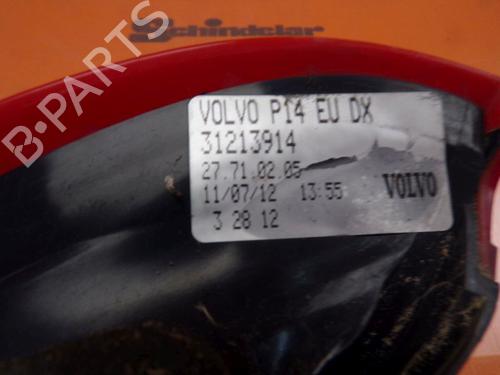 Schindelar
B-PARTS
VOLVO P14 EU DX
31213914
27.71.02.05
11/07/12 13:55 VOLVO
3 28 12